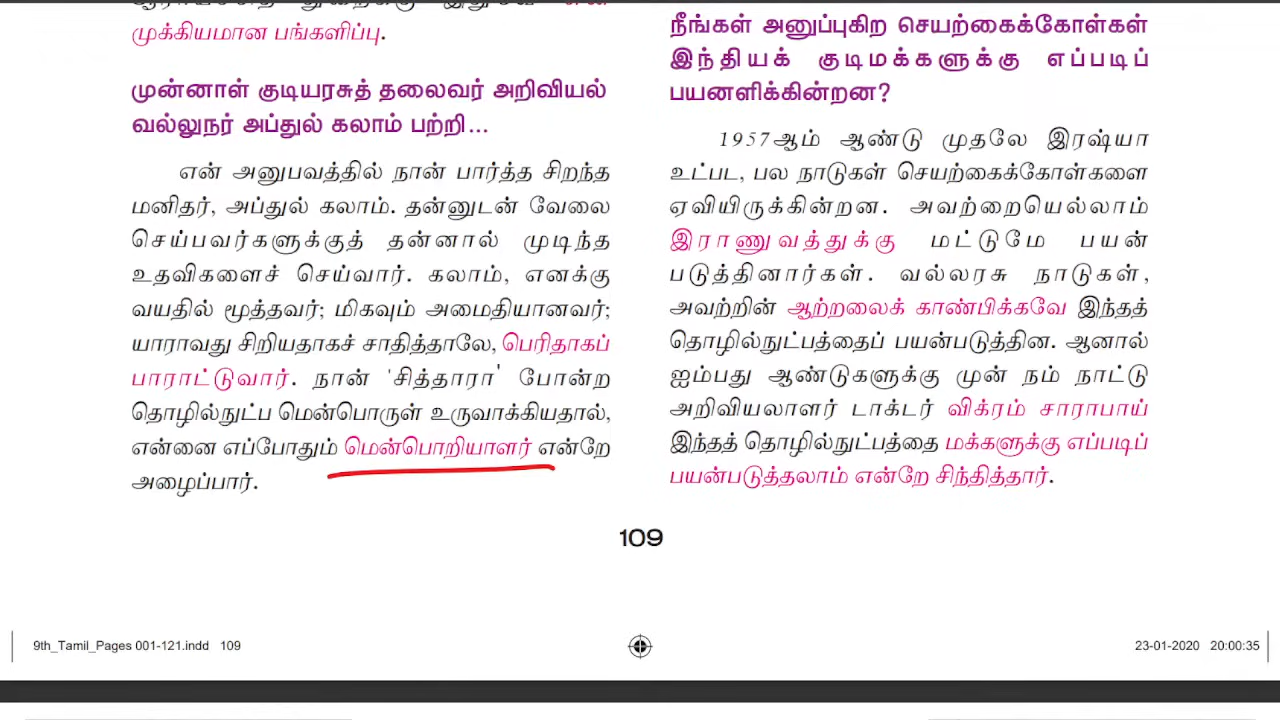 முக்கியமான பங்களிப்பு.
முன்னாள் குடியரசுத் தலைவர் அறிவியல்
வல்லுநர் அப்துல் கலாம் பற்றி...
என் அனுபவத்தில் நான் பார்த்த சிறந்த
மனிதர், அப்துல் கலாம். தன்னுடன் வேலை
செய்பவர்களுக்குத் தன்னால் முடிந்த
உதவிகளைச் செய்வார். கலாம், எனக்கு
வயதில் மூத்தவர்; மிகவும் அமைதியானவர்;
யாராவது சிறியதாகச் சாதித்தாலே, பெரிதாகப்
பாராட்டுவார். நான் 'சித்தாரா' போன்ற
தொழில்நுட்ப மென்பொருள் உருவாக்கியதால்,
என்னை எப்போதும் மென்பொறியாளர் என்றே
அழைப்பார்.
நீங்கள் அனுப்புகிற செயற்கைக்கோள்கள்
இந்தியக் குடிமக்களுக்கு எப்படிப்
பயனளிக்கின்றன?
1957ஆம் ஆண்டு முதலே இரஷ்யா
உட்பட, பல நாடுகள் செயற்கைக்கோள்களை
ஏவியிருக்கின்றன. அவற்றையெல்லாம்
இராணுவத்துக்கு மட்டுமே பயன்
படுத்தினார்கள். வல்லரசு நாடுகள்,
அவற்றின் ஆற்றலைக் காண்பிக்கவே இந்தத்
தொழில்நுட்பத்தைப் பயன்படுத்தின. ஆனால்
ஐம்பது ஆண்டுகளுக்கு முன் நம் நாட்டு
அறிவியலாளர் டாக்டர் விக்ரம் சாராபாய்
இந்தத் தொழில்நுட்பத்தை மக்களுக்கு எப்படிப்
பயன்படுத்தலாம் என்றே சிந்தித்தார்.
109
9th_Tamil_Pages 001-121.indd 109
23-01-2020 20:00:35